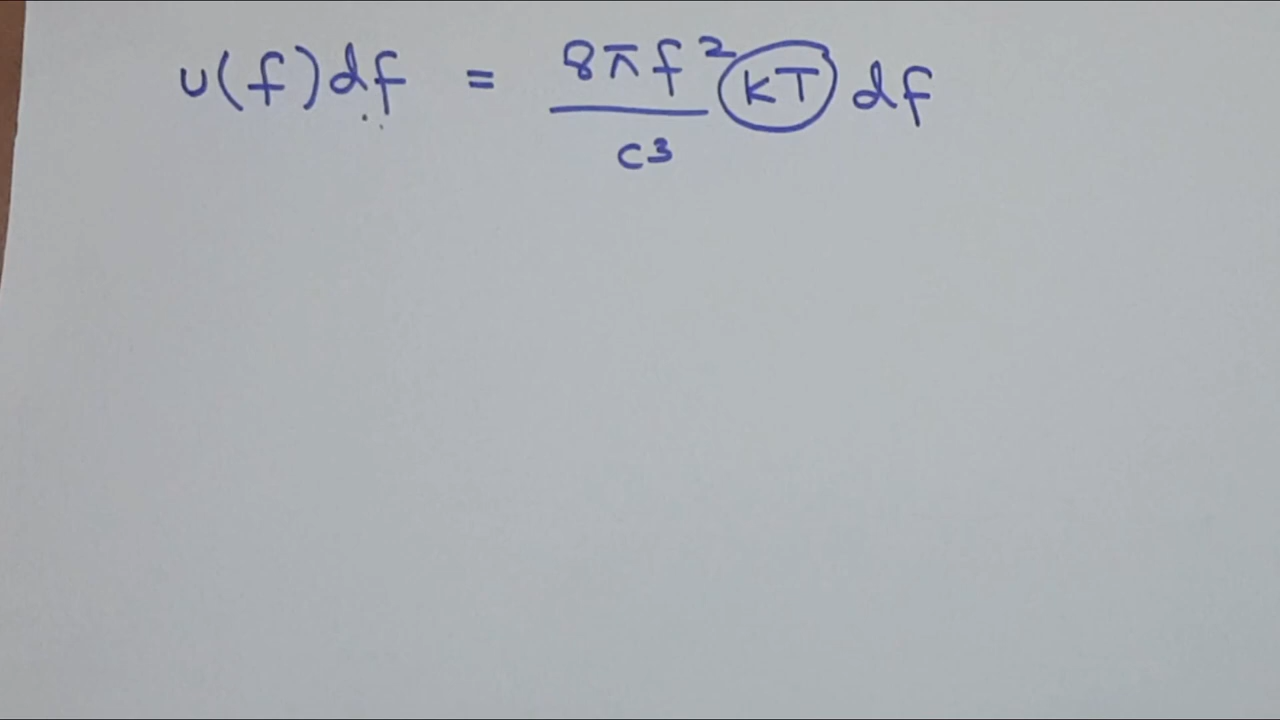 u(f)df = 8πf²/c³ kT df